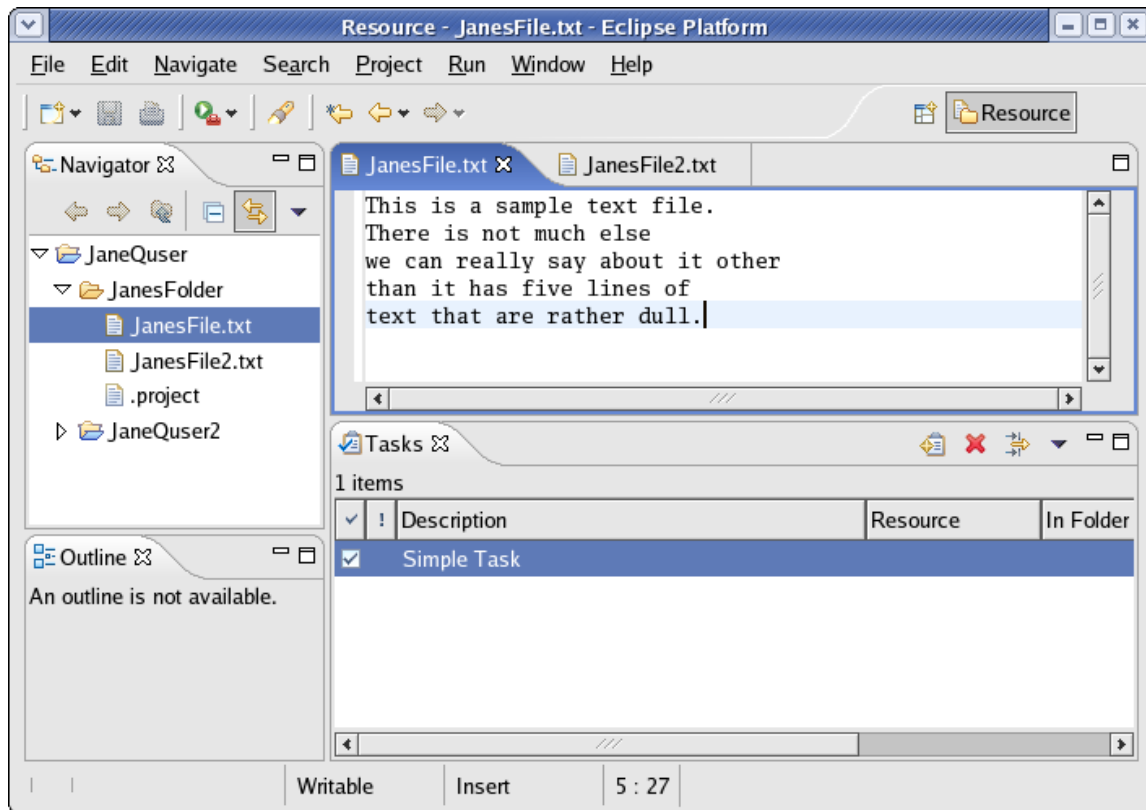 Resource - JanesFile.txt - Eclipse Platform
File Edit Navigate Search Project Run Window Help
Resource
Navigator
JaneQuser
JanesFolder
JanesFile.txt
JanesFile2.txt
.project
JaneQuser2
JanesFile.txt JanesFile2.txt
This is a sample text file.
There is not much else
we can really say about it other
than it has five lines of
text that are rather dull.
Outline
An outline is not available.
Tasks
1 items
! Description Resource In Folder
Simple Task
Writable Insert 5 : 27